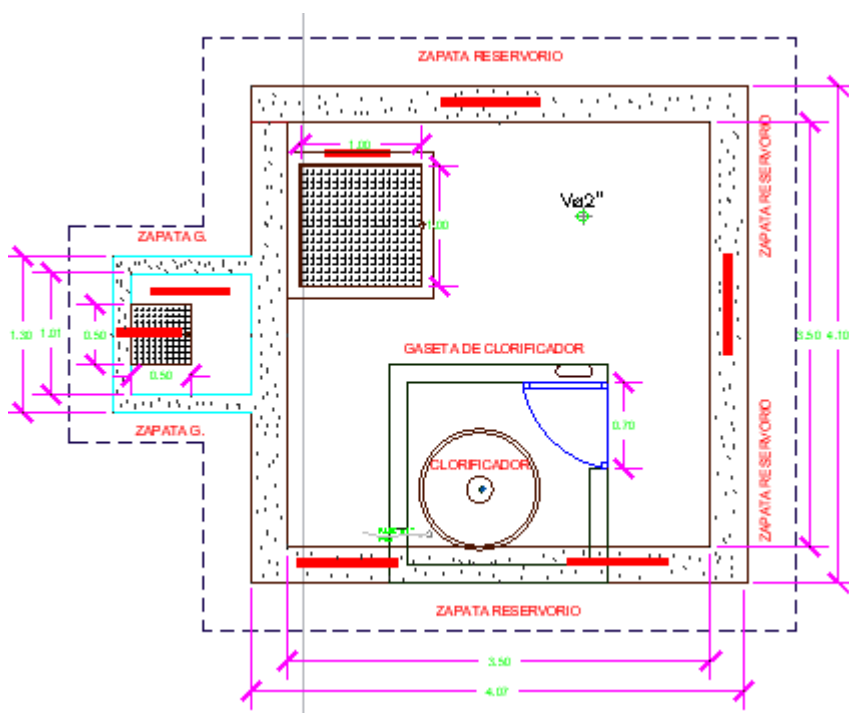 ZAPATA RESERVORIO
ZAPATA RESERVORIO
1.00
1.00
Vø2"
ZAPATA G.
1.30
1.01
0.50
0.50
ZAPATA G.
3.50
4.10
GASETA DE CLORIFICADOR
0.70
CLORIFICADOR
ZAPATA RESERVORIO
ZAPATA RESERVORIO
3.50
4.07